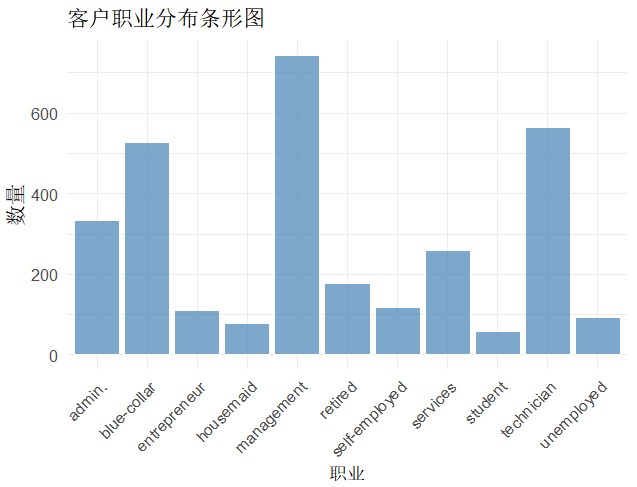 客户职业分布条形图
数量
600
400
200
0
admin.
blue-collar
entrepreneur
housemaid
management
retired
self-employed
services
student
technician
unemployed
职业